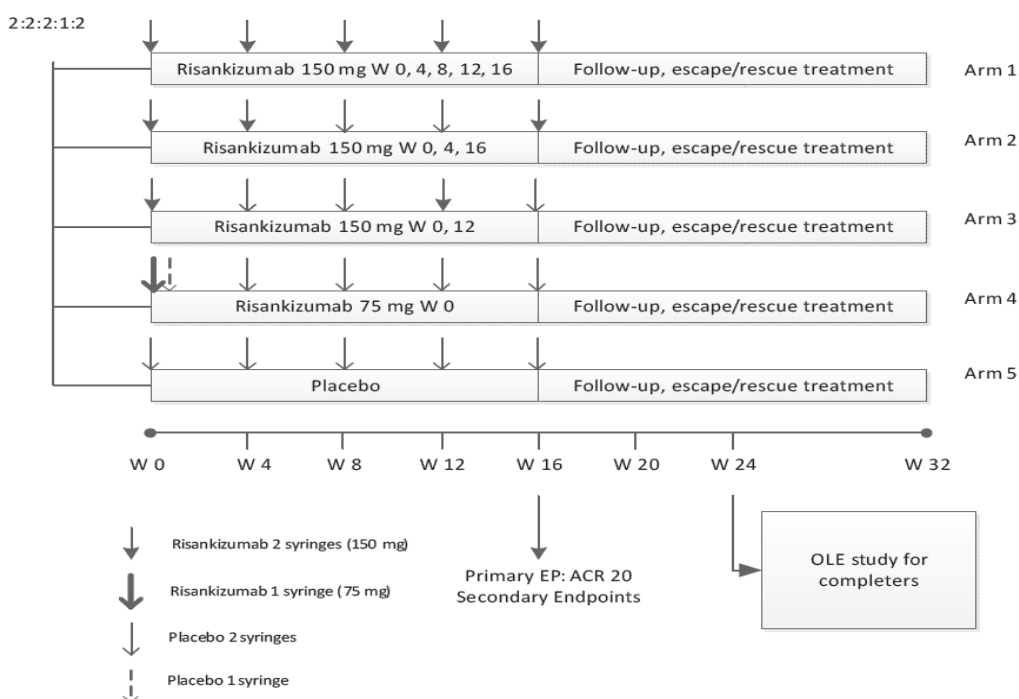 2:2:2:1:2
Risankizumab 150 mg W 0, 4, 8, 12, 16
Follow-up, escape/rescue treatment
Arm 1
Risankizumab 150 mg W 0, 4, 16
Follow-up, escape/rescue treatment
Arm 2
Risankizumab 150 mg W 0, 12
Follow-up, escape/rescue treatment
Arm 3
Risankizumab 75 mg W 0
Follow-up, escape/rescue treatment
Arm 4
Placebo
Follow-up, escape/rescue treatment
Arm 5
W 0
W 4
W 8
W 12
W 16
W 20
W 24
W 32
Risankizumab 2 syringes (150 mg)
Risankizumab 1 syringe (75 mg)
Placebo 2 syringes
Placebo 1 syringe
Primary EP: ACR 20
Secondary Endpoints
OLE study for
completers